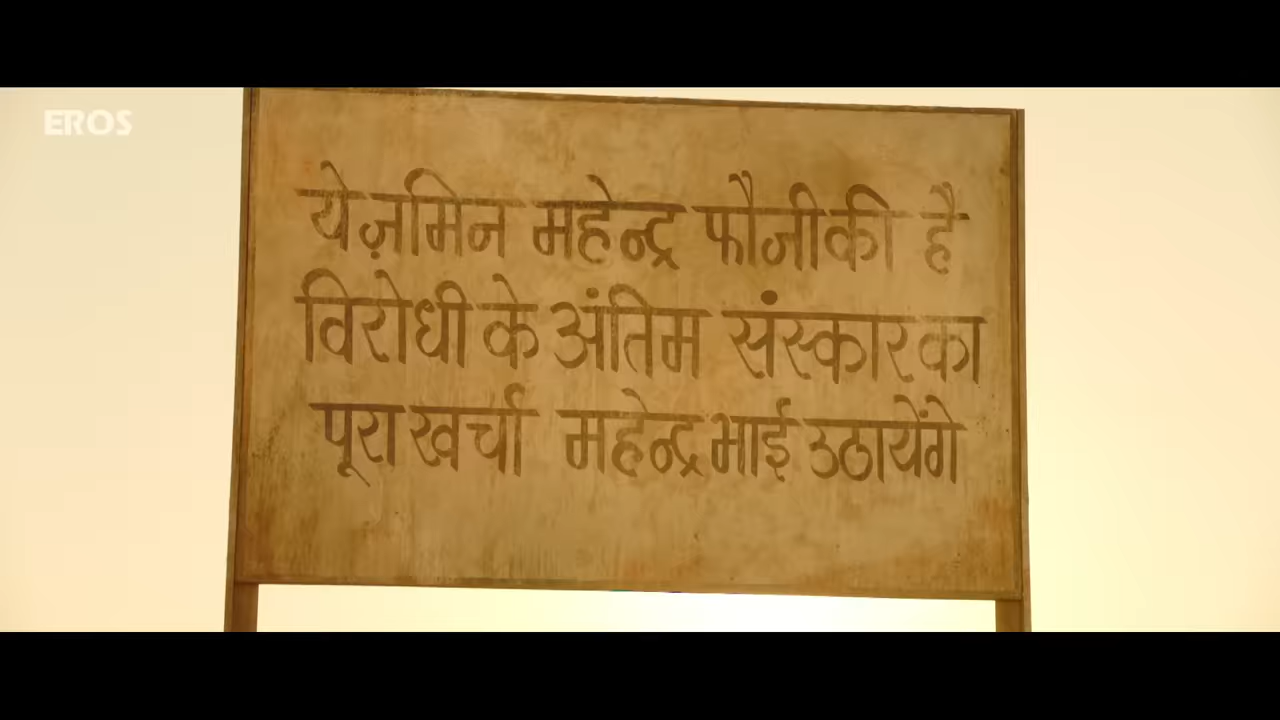 EROS
ये ज़मिन महेन्द्र फौजी की है
विरोधी के अंतिम संस्कार का
पूरा खर्चा महेन्द्र भाई उठायेंगे